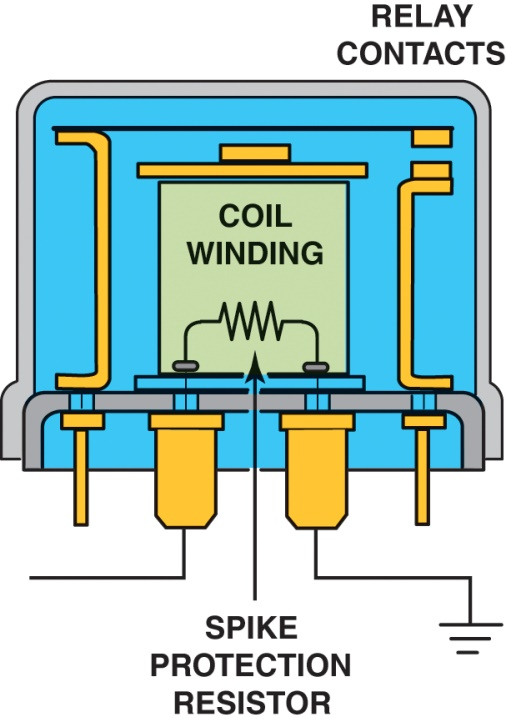 RELAY
CONTACTS
COIL
WINDING
SPIKE
PROTECTION
RESISTOR